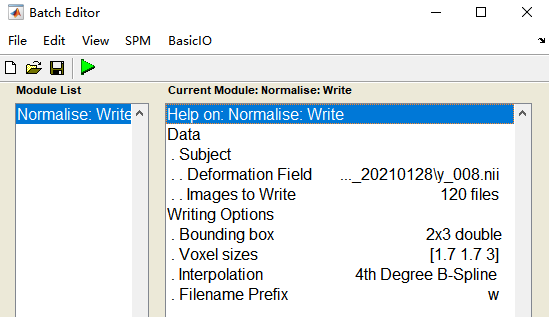 Batch Editor
File Edit View SPM BasicIO
Module List
Current Module: Normalise: Write
Normalise: Write
Help on: Normalise: Write
Data
. Subject
. . Deformation Field ..._20210128\y_008.nii
. . Images to Write 120 files
Writing Options
. Bounding box 2x3 double
. Voxel sizes [1.7 1.7 3]
. Interpolation 4th Degree B-Spline
. Filename Prefix w